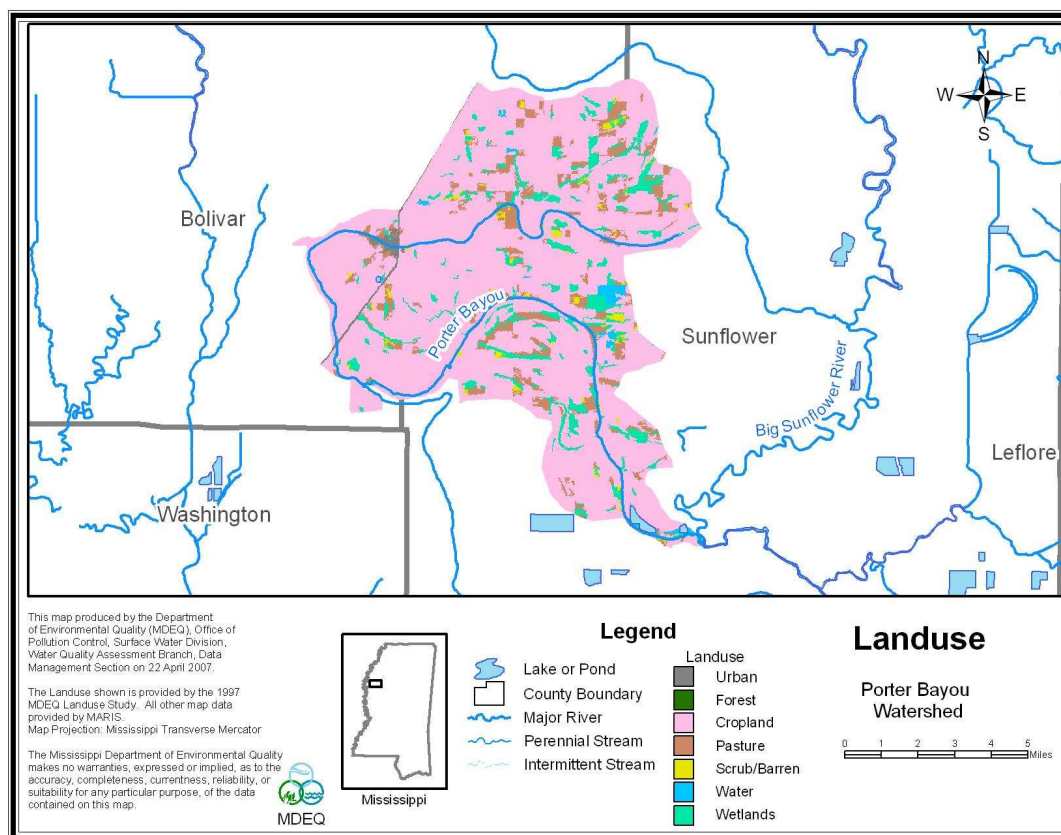 N
W E
S
Bolivar
Porter Bayou
Sunflower
Big Sunflower River
Leflore
Washington
This map produced by the Department
of Environmental Quality (MDEQ), Office of
Pollution Control, Surface Water Division,
Water Quality Assessment Branch, Data
Management Section on 22 April 2007.
The Landuse shown is provided by the 1997
MDEQ Landuse Study. All other map data
provided by MARIS.
Map Projection: Mississippi Transverse Mercator
The Mississippi Department of Environmental Quality
makes no warranties, expressed or implied, as to the
accuracy, completeness, currentness, reliability, or
suitability for any particular purpose, of the data
contained on this map.
MDEQ
Mississippi
Legend
Lake or Pond
County Boundary
Major River
Perennial Stream
Intermittent Stream
Landuse
Urban
Forest
Cropland
Pasture
Scrub/Barren
Water
Wetlands
Landuse
Porter Bayou
Watershed
0 1 2 3 4 5
Miles